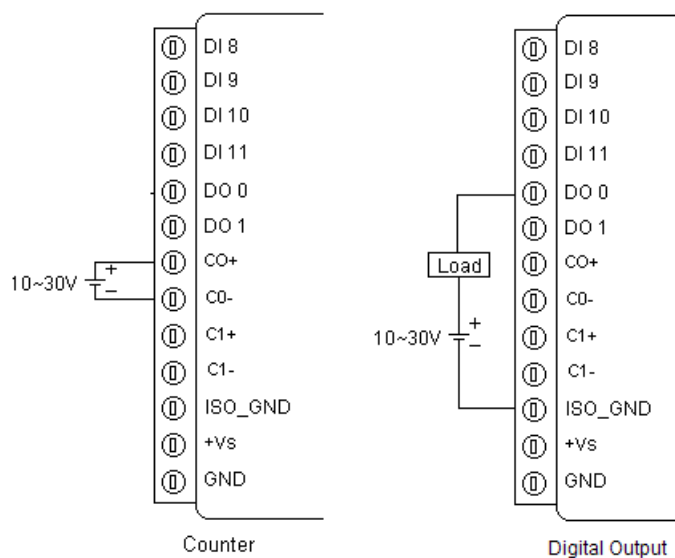 DI 8
DI 9
DI 10
DI 11
DO 0
DO 1
CO+
C0-
C1+
C1-
ISO_GND
+Vs
GND
+
10~30V
−
Counter
DI 8
DI 9
DI 10
DI 11
DO 0
DO 1
CO+
C0-
C1+
C1-
ISO_GND
+Vs
GND
Load
+
10~30V
−
Digital Output